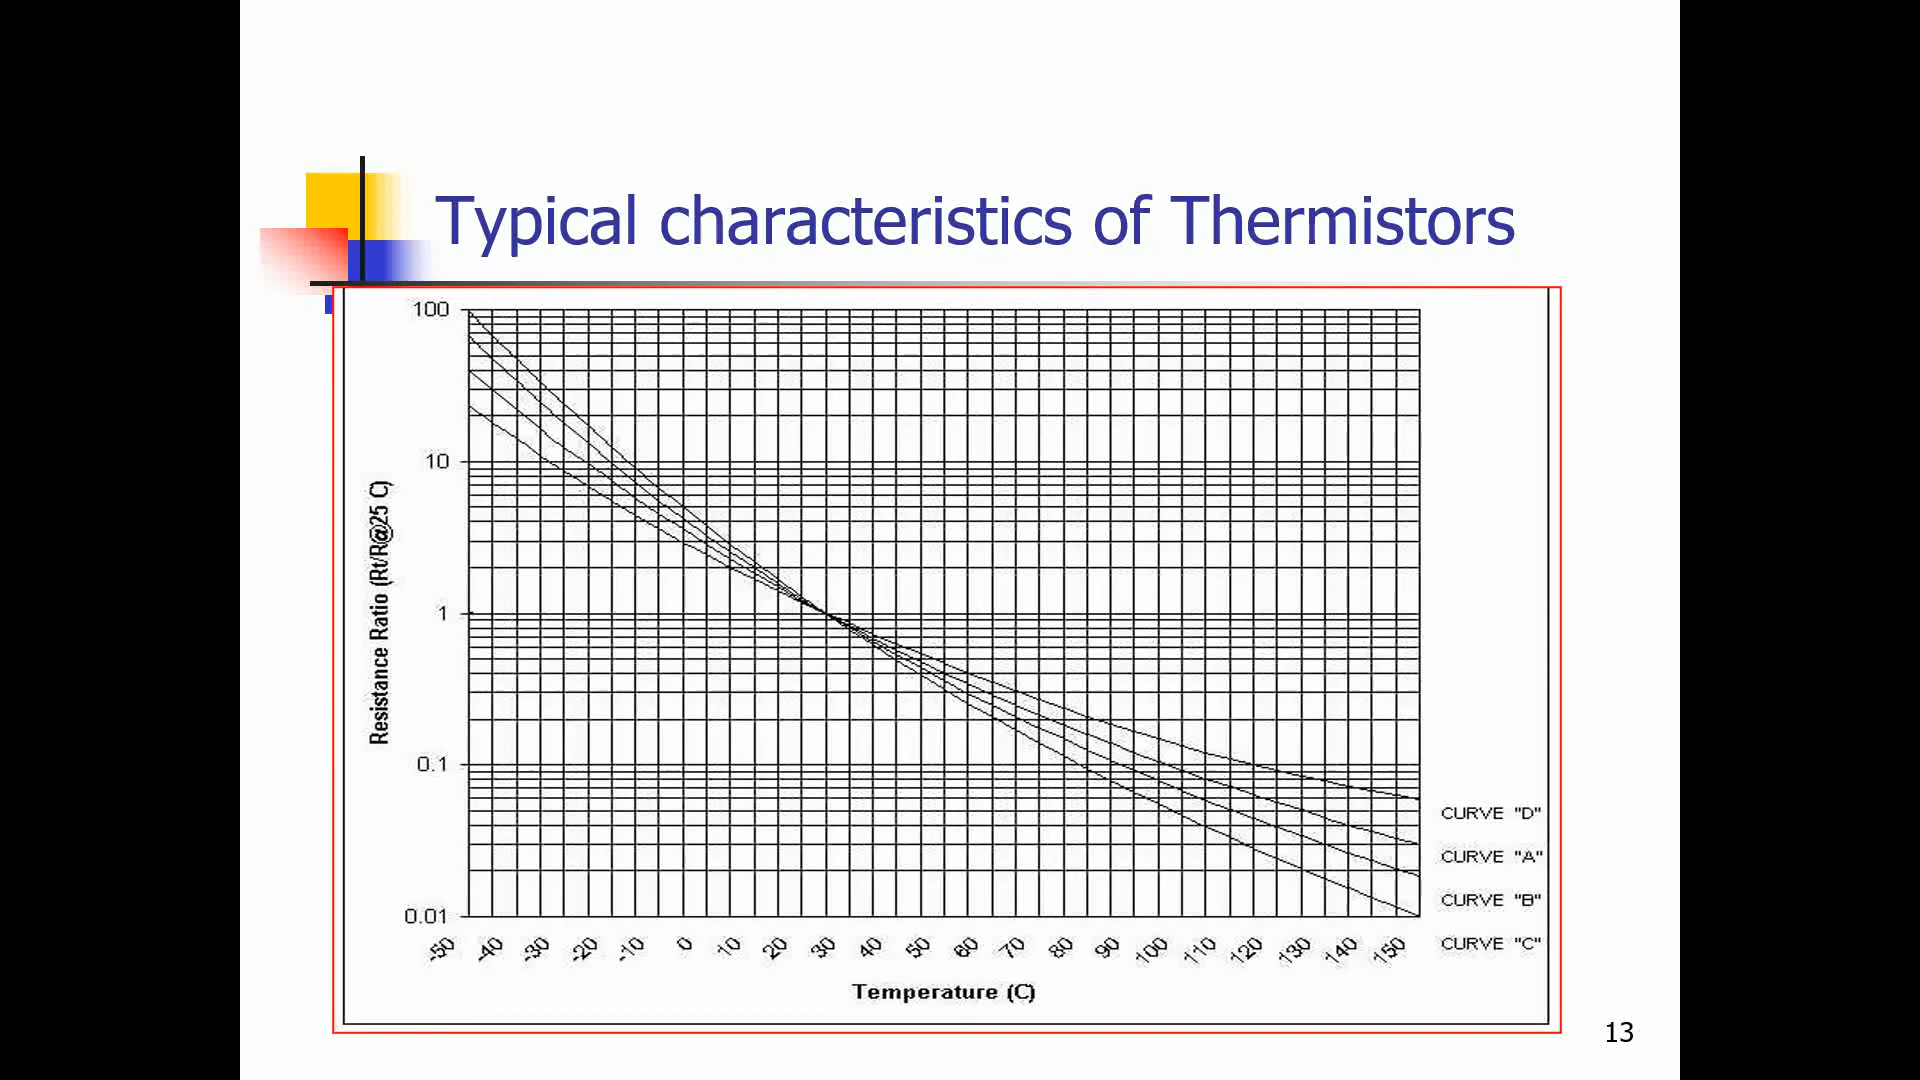 Typical characteristics of Thermistors
100
10
1
0.1
0.01
Resistance Ratio (Rt/R@25 C)
-50 -40 -30 -20 -10 0 10 20 30 40 50 60 70 80 90 100 110 120 130 140 150
Temperature (C)
CURVE "D"
CURVE "A"
CURVE "B"
CURVE "C"
13